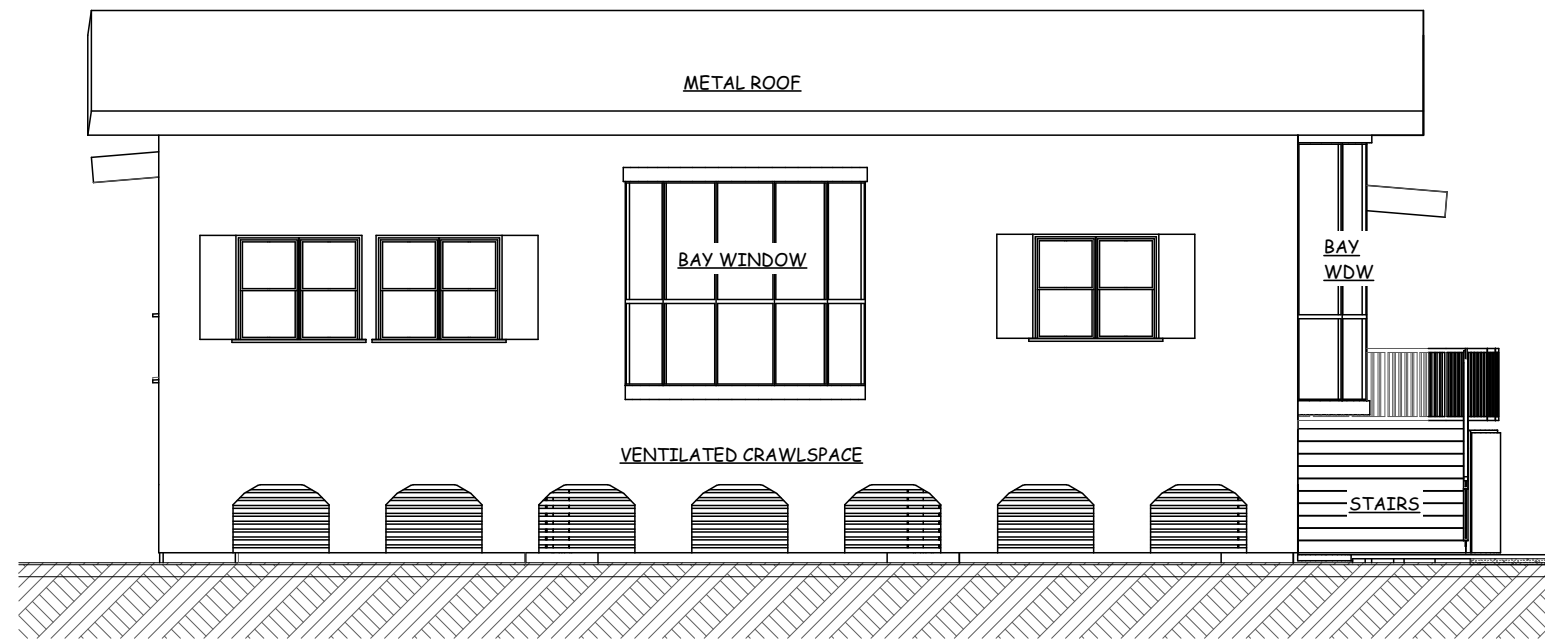 METAL ROOF
BAY WINDOW
BAY
WDW
VENTILATED CRAWLSPACE
STAIRS